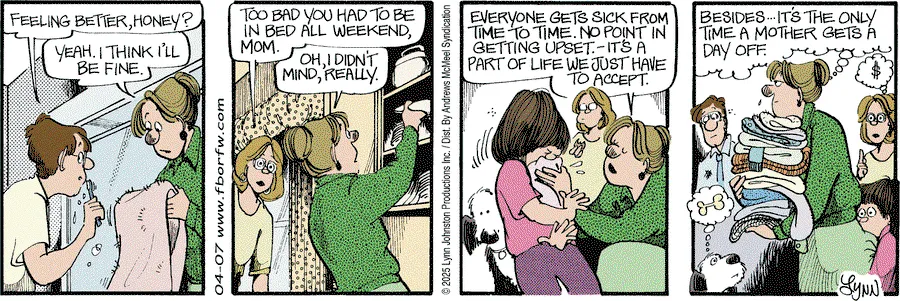 FEELING BETTER, HONEY?
YEAH. I THINK I'LL
BE FINE.
04-07 www.fborfw.com
TOO BAD YOU HAD TO BE
IN BED ALL WEEKEND,
MOM.
OH, I DIDN'T
MIND, REALLY.
© 2025 Lynn Johnston Productions Inc. / Dist. By Andrews McMeel Syndication
EVERYONE GETS SICK FROM
TIME TO TIME. NO POINT IN
GETTING UPSET.-IT'S A
PART OF LIFE WE JUST HAVE
TO ACCEPT.
BESIDES...IT'S THE ONLY
TIME A MOTHER GETS A
DAY OFF.
$
LYNN